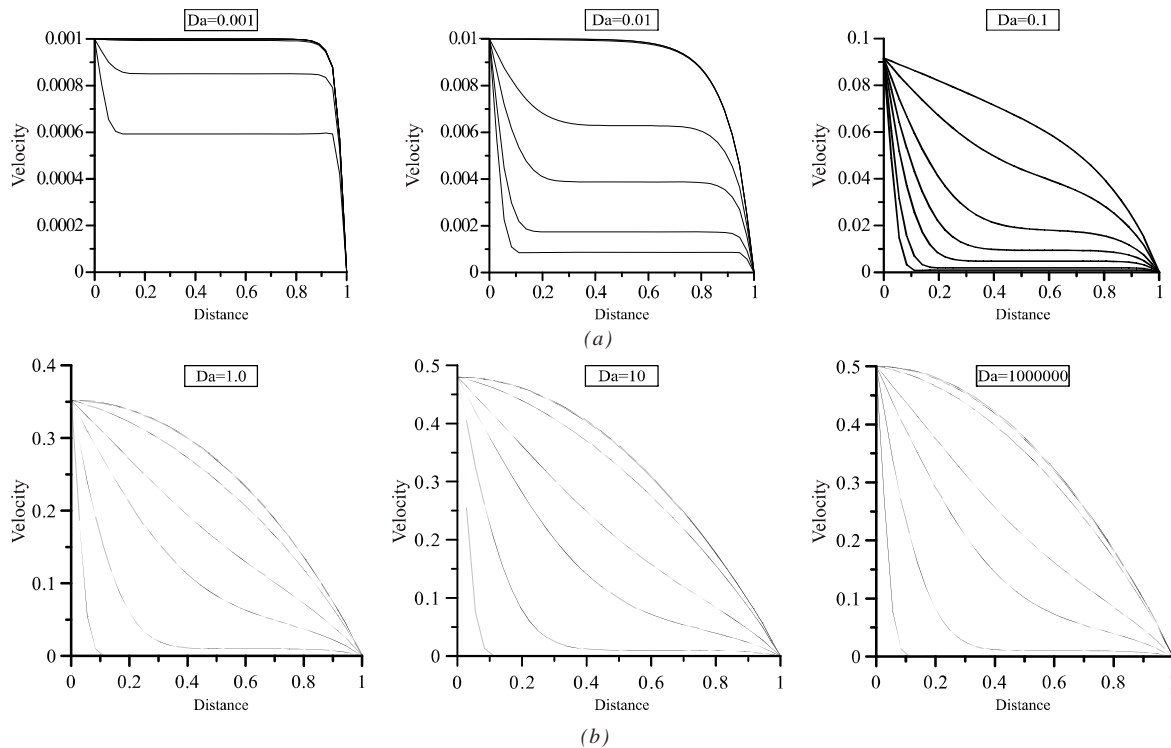 Da=0.001
Velocity
0.001
0.0008
0.0006
0.0004
0.0002
0
0 0.2 0.4 0.6 0.8 1
Distance
Da=0.01
Velocity
0.01
0.008
0.006
0.004
0.002
0
0 0.2 0.4 0.6 0.8 1
Distance
Da=0.1
Velocity
0.1
0.08
0.06
0.04
0.02
0
0 0.2 0.4 0.6 0.8 1
Distance
(a)
Da=1.0
Velocity
0.4
0.3
0.2
0.1
0
0 0.2 0.4 0.6 0.8 1
Distance
Da=10
Velocity
0.5
0.4
0.3
0.2
0.1
0
0 0.2 0.4 0.6 0.8 1
Distance
Da=1000000
Velocity
0.5
0.4
0.3
0.2
0.1
0
0 0.2 0.4 0.6 0.8 1
Distance
(b)